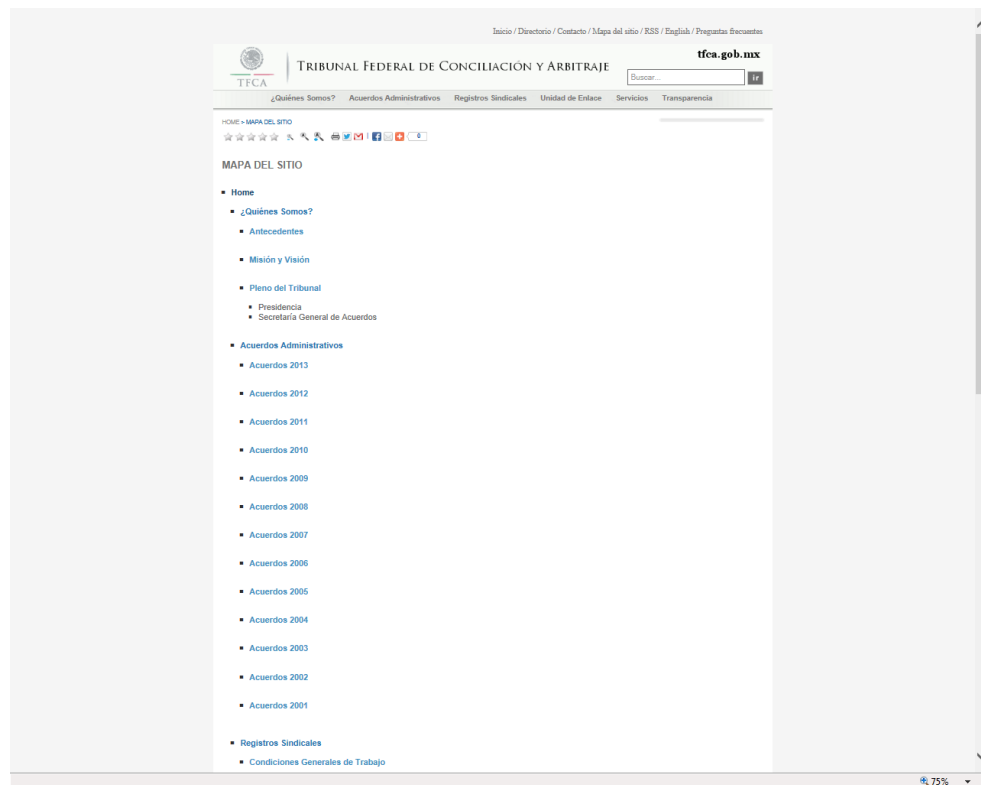 Inicio / Directorio / Contacto / Mapa del sitio / RSS / English / Preguntas frecuentes
tfca.gob.mx
TRIBUNAL FEDERAL DE CONCILIACIÓN Y ARBITRAJE
TFCA
Buscar...
ir
¿Quiénes Somos? Acuerdos Administrativos Registros Sindicales Unidad de Enlace Servicios Transparencia
HOME > MAPA DEL SITIO
0
MAPA DEL SITIO
Home
¿Quiénes Somos?
Antecedentes
Misión y Visión
Pleno del Tribunal
Presidencia
Secretaría General de Acuerdos
Acuerdos Administrativos
Acuerdos 2013
Acuerdos 2012
Acuerdos 2011
Acuerdos 2010
Acuerdos 2009
Acuerdos 2008
Acuerdos 2007
Acuerdos 2006
Acuerdos 2005
Acuerdos 2004
Acuerdos 2003
Acuerdos 2002
Acuerdos 2001
Registros Sindicales
Condiciones Generales de Trabajo
75%